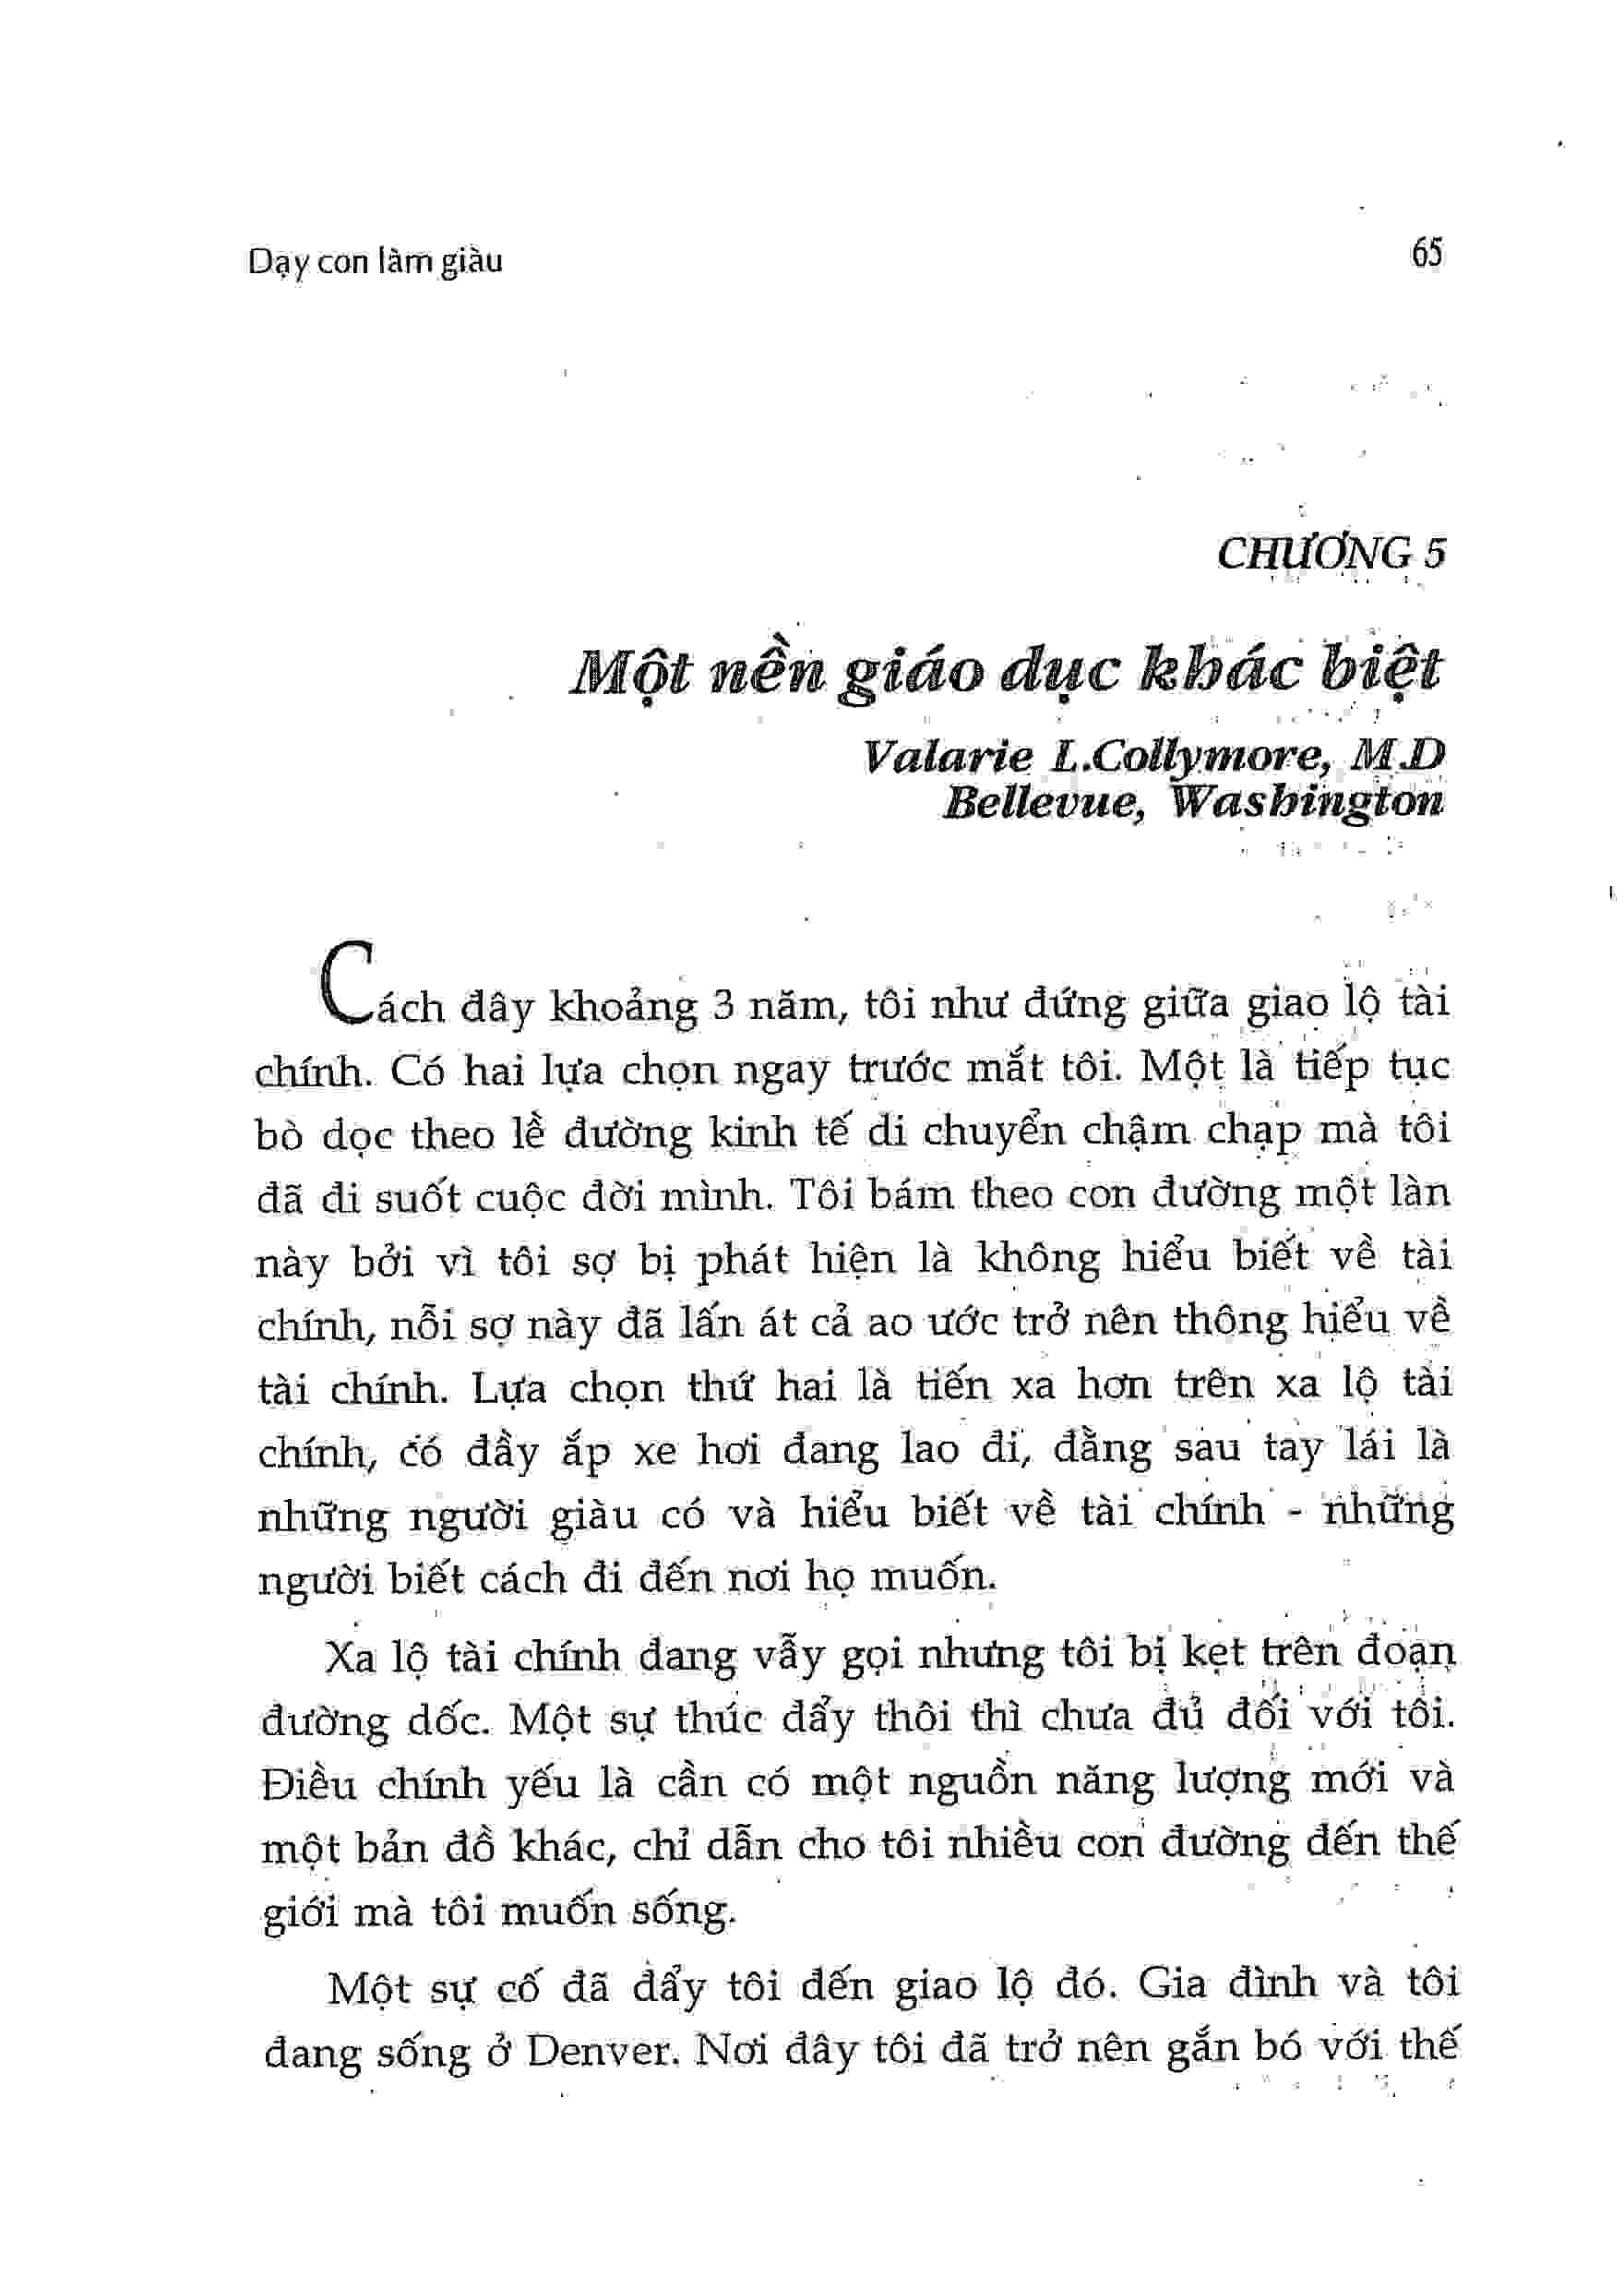 Dạy con làm giàu
65
CHƯƠNG 5
Một nền giáo dục khác biệt
Valarie L.Collymore, M.D
Bellevue, Washington
Cách đây khoảng 3 năm, tôi như đứng giữa giao lộ tài
chính. Có hai lựa chọn ngay trước mắt tôi. Một là tiếp tục
bò dọc theo lề đường kinh tế di chuyển chậm chạp mà tôi
đã đi suốt cuộc đời mình. Tôi bám theo con đường một làn
này bởi vì tôi sợ bị phát hiện là không hiểu biết về tài
chính, nỗi sợ này đã lấn át cả ao ước trở nên thông hiểu về
tài chính. Lựa chọn thứ hai là tiến xa hơn trên xa lộ tài
chính, có đầy ắp xe hơi đang lao đi, đằng sau tay lái là
những người giàu có và hiểu biết về tài chính - những
người biết cách đi đến nơi họ muốn.
Xa lộ tài chính đang vẫy gọi nhưng tôi bị kẹt trên đoạn
đường dốc. Một sự thúc đẩy thôi thì chưa đủ đối với tôi.
Điều chính yếu là cần có một nguồn năng lượng mới và
một bản đồ khác, chỉ dẫn cho tôi nhiều con đường đến thế
giới mà tôi muốn sống.
Một sự cố đã đẩy tôi đến giao lộ đó. Gia đình và tôi
đang sống ở Denver. Nơi đây tôi đã trở nên gắn bó với thế